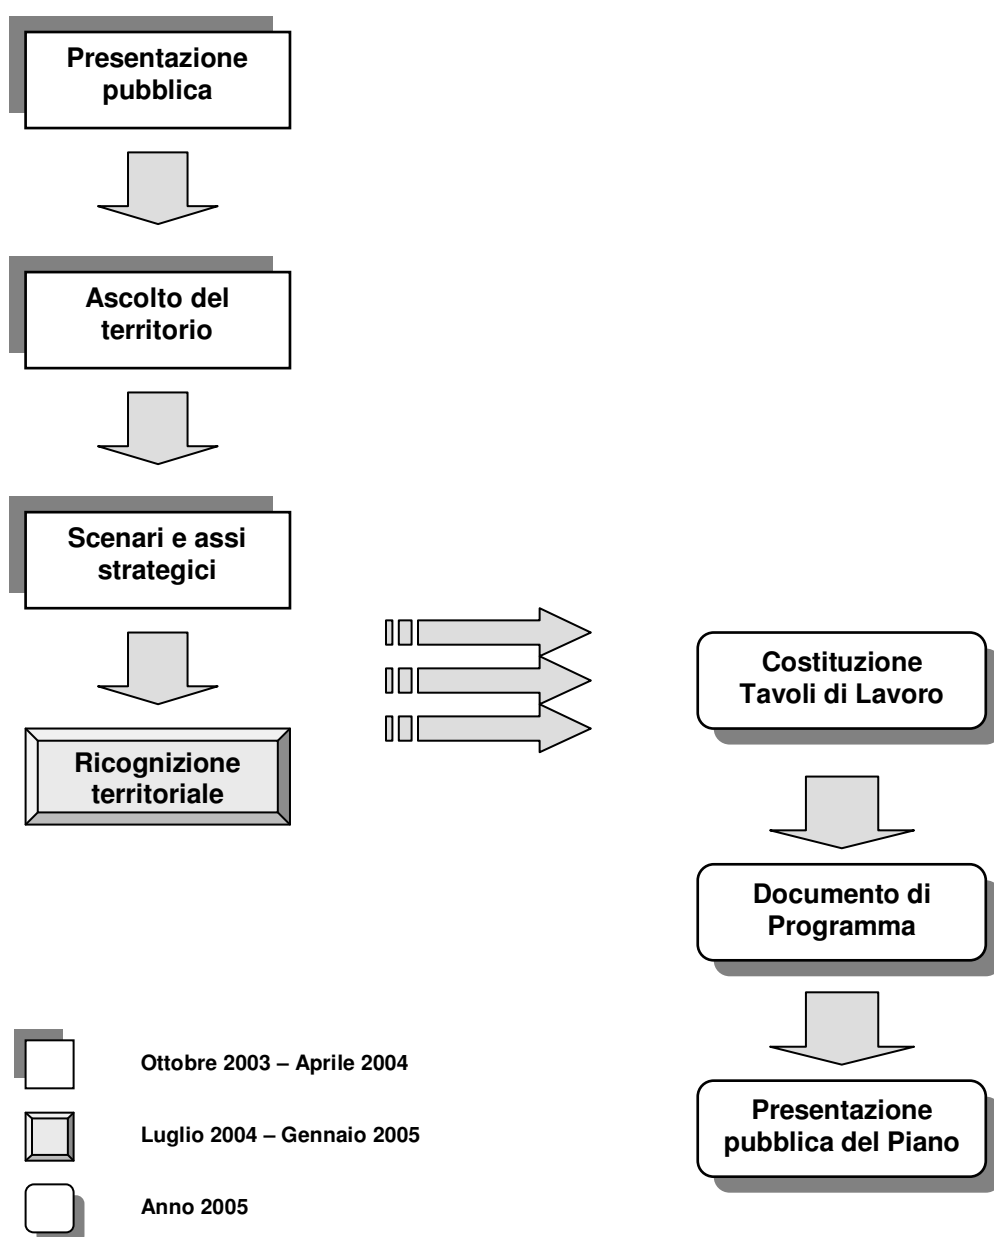 Presentazione
pubblica
Ascolto del
territorio
Scenari e assi
strategici
Ricognizione
territoriale
Costituzione
Tavoli di Lavoro
Documento di
Programma
Presentazione
pubblica del Piano
Ottobre 2003 – Aprile 2004
Luglio 2004 – Gennaio 2005
Anno 2005